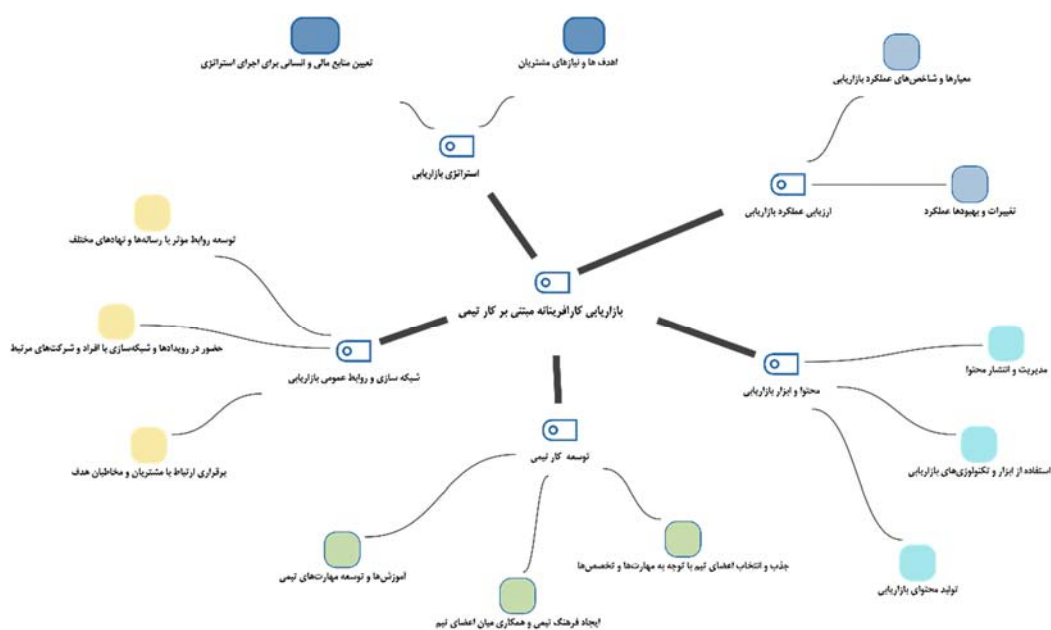 تعیین منابع مالی و انسانی برای اجرای استراتژی
اهدف ها و نیازهای مشتریان
معیارها و شاخص‌های عملکرد بازاریابی
استراتژی بازاریابی
ارزیابی عملکرد بازاریابی
تغییرات و بهبودها عملکرد
توسعه روابط موثر با رسانه‌ها و نهادهای مختلف
بازاریابی کارآفرینانه مبتنی بر کار تیمی
حضور در رویدادها و شبکه‌سازی با افراد و شرکت‌های مرتبط
شبکه سازی و روابط عمومی بازاریابی
محتوا و ابزار بازاریابی
مدیریت و انتشار محتوا
توسعه کار تیمی
برقراری ارتباط با مشتریان و مخاطبان هدف
استفاده از ابزار و تکنولوژی‌های بازاریابی
جذب و انتخاب اعضای تیم با توجه به مهارت‌ها و تخصص‌ها
آموزش‌ها و توسعه مهارت‌های تیمی
تولید محتوای بازاریابی
ایجاد فرهنگ تیمی و همکاری میان اعضای تیم